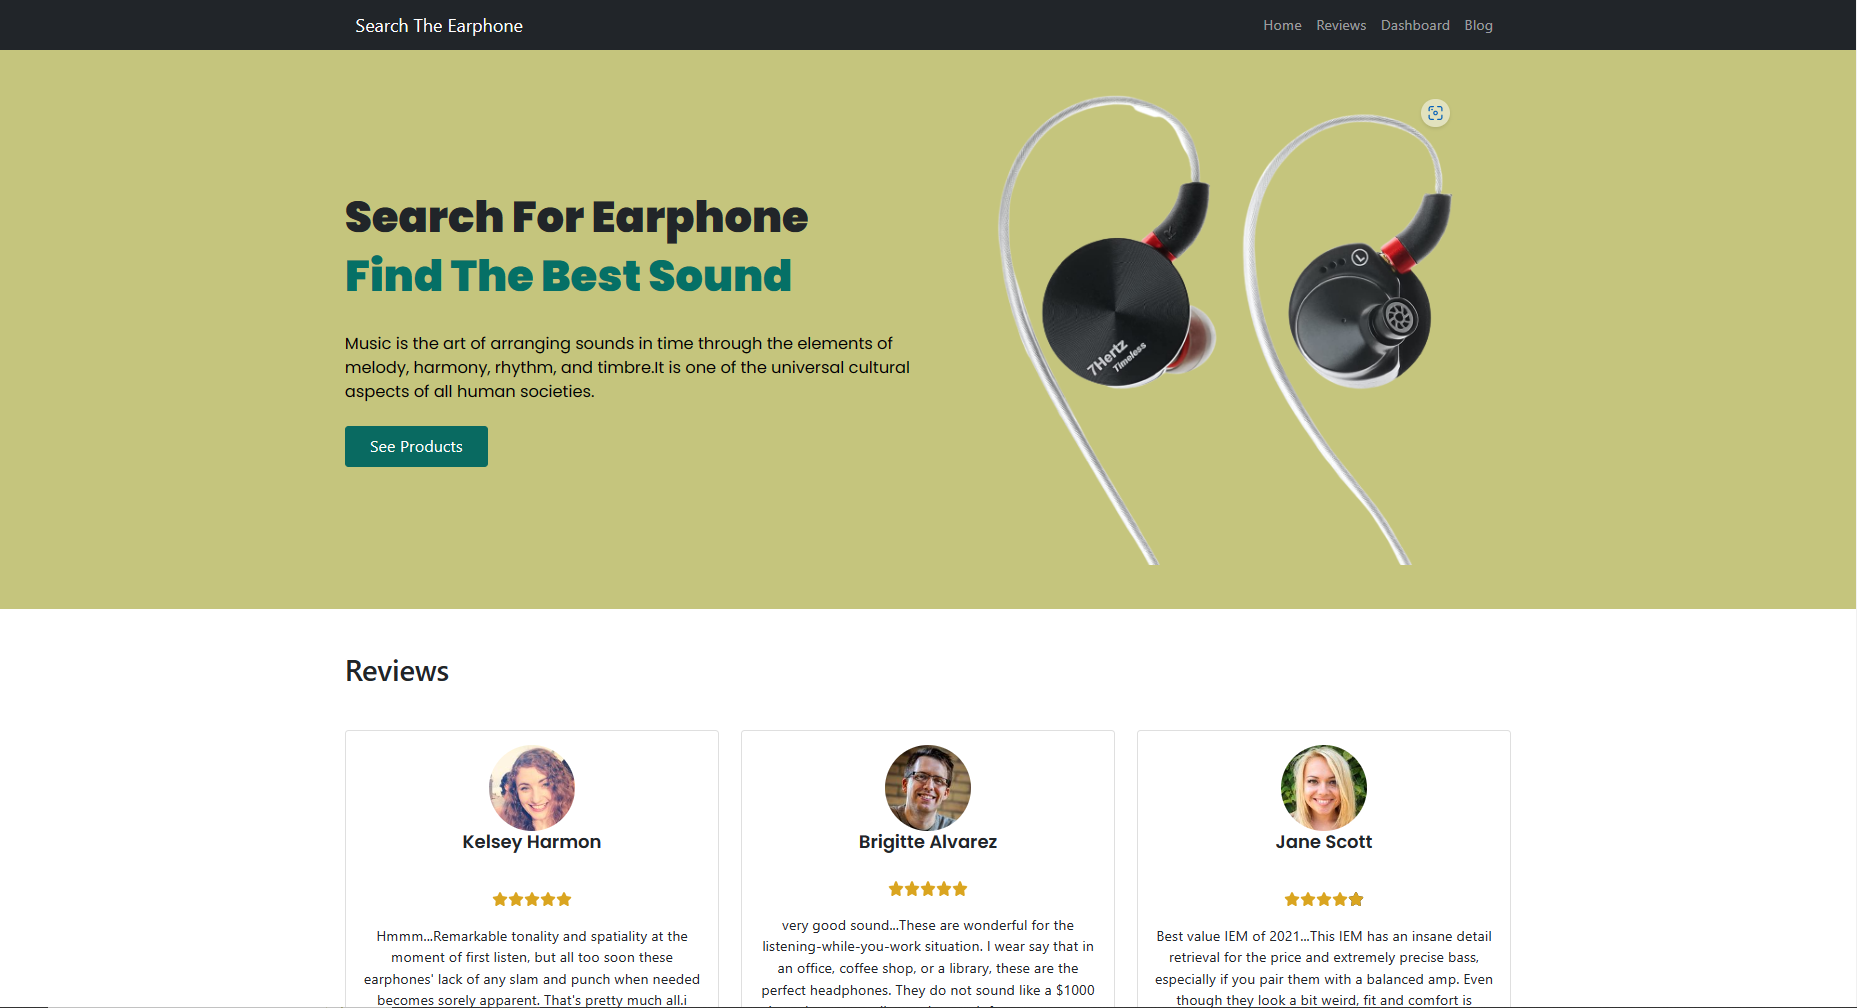 Search The Earphone
Home Reviews Dashboard Blog
Search For Earphone
Find The Best Sound
Music is the art of arranging sounds in time through the elements of
melody, harmony, rhythm, and timbre.It is one of the universal cultural
aspects of all human societies.
See Products
7Hertz
Timeless
L
Reviews
Kelsey Harmon
Hmmm...Remarkable tonality and spatiality at the
moment of first listen, but all too soon these
earphones' lack of any slam and punch when needed
becomes sorely apparent. That's pretty much all.i
Brigitte Alvarez
very good sound...These are wonderful for the
listening-while-you-work situation. I wear say that in
an office, coffee shop, or a library, these are the
perfect headphones. They do not sound like a $1000
Jane Scott
Best value IEM of 2021...This IEM has an insane detail
retrieval for the price and extremely precise bass,
especially if you pair them with a balanced amp. Even
though they look a bit weird, fit and comfort is